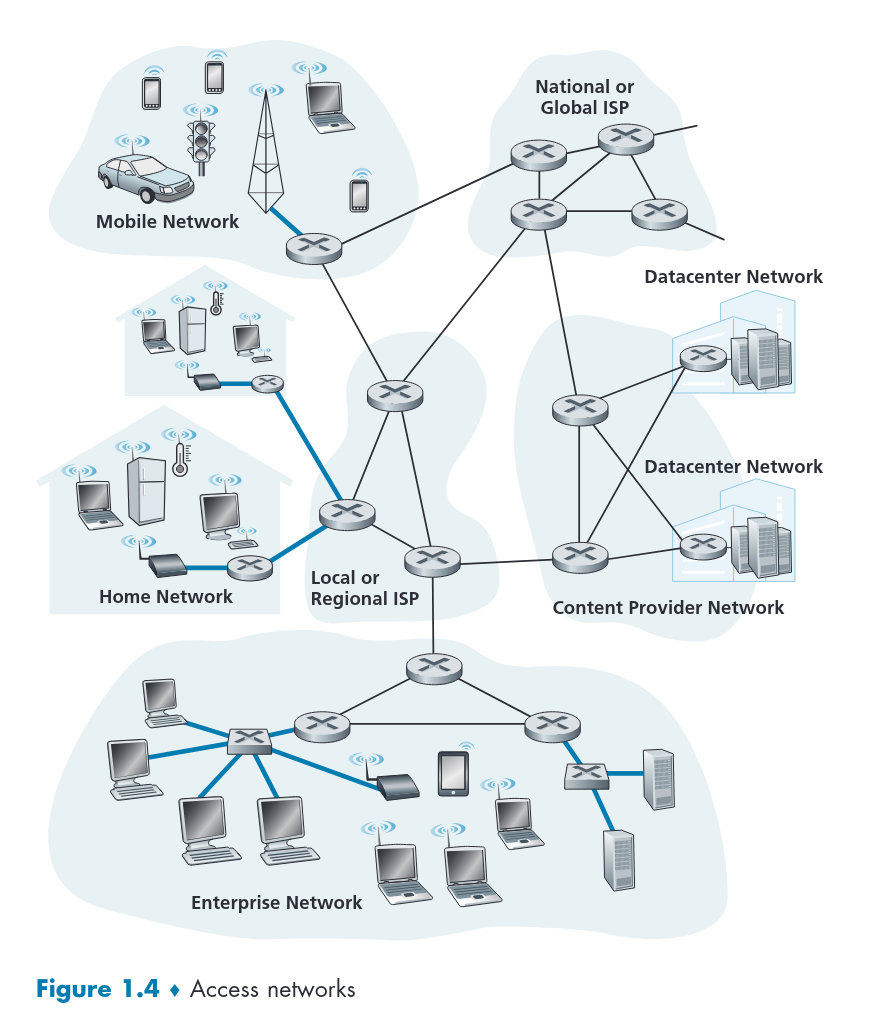 National or
Global ISP
Mobile Network
Datacenter Network
Datacenter Network
Local or
Regional ISP
Home Network
Content Provider Network
Enterprise Network
Figure 1.4 ♦ Access networks